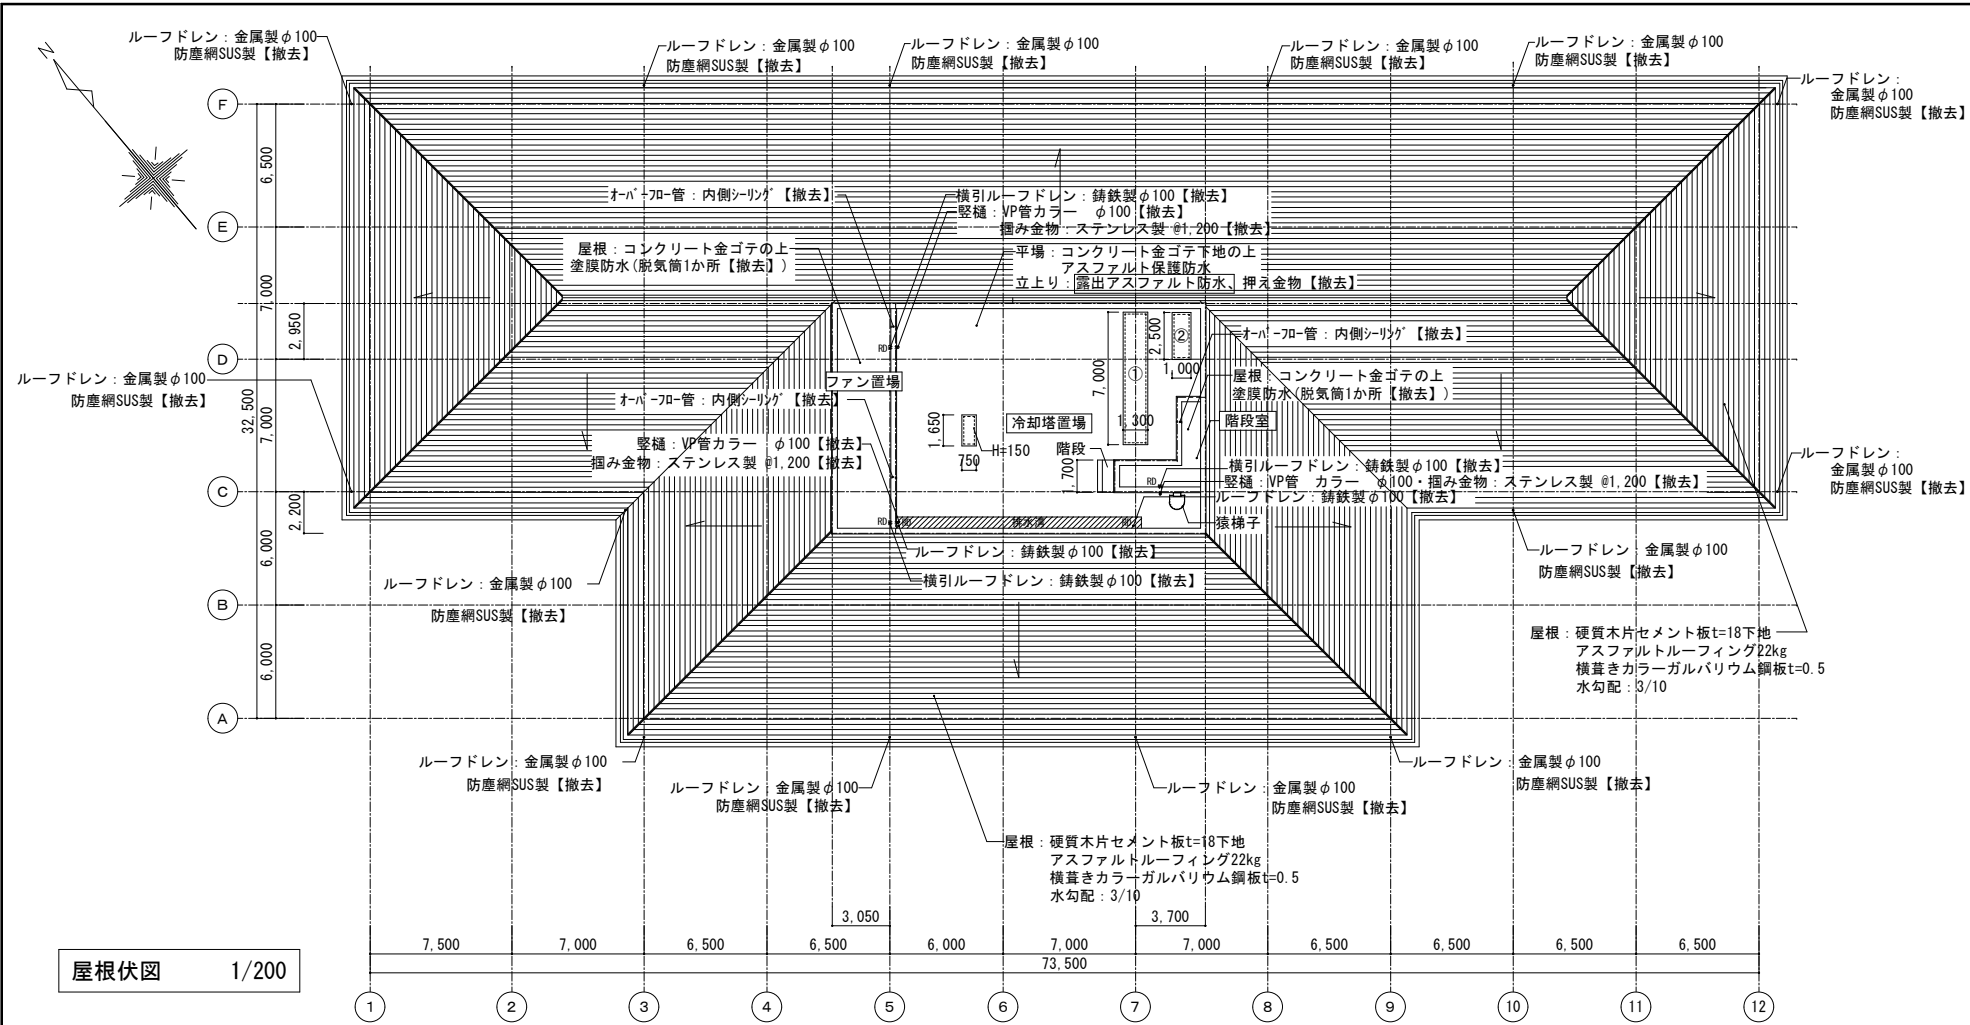 ルーフドレン：金属製φ100
防塵網SUS製【撤去】
ルーフドレン：金属製φ100
防塵網SUS製【撤去】
ルーフドレン：金属製φ100
防塵網SUS製【撤去】
ルーフドレン：金属製φ100
防塵網SUS製【撤去】
ルーフドレン：金属製φ100
防塵網SUS製【撤去】
ルーフドレン：
金属製φ100
防塵網SUS製【撤去】
N
F
E
D
C
B
A
6,500
7,000
2,950
32,500
7,000
2,200
6,000
6,000
オーバーフロー管：内側シーリング【撤去】
横引ルーフドレン：鋳鉄製φ100【撤去】
竪樋：VP管カラー　φ100【撤去】
掴み金物：ステンレス製 @1,200【撤去】
屋根：コンクリート金ゴテの上
塗膜防水(脱気筒1か所【撤去】)
平場：コンクリート金ゴテ下地の上
アスファルト保護防水
立上り：露出アスファルト防水、押え金物【撤去】
RD
ファン置場
7,000
①
2,500
②
1,000
1,300
オーバーフロー管：内側シーリング【撤去】
屋根：コンクリート金ゴテの上
塗膜防水(脱気筒1か所【撤去】)
ルーフドレン：金属製φ100
防塵網SUS製【撤去】
オーバーフロー管：内側シーリング【撤去】
冷却塔置場
階段室
1,650
750
H=150
階段
1,700
竪樋：VP管カラー　φ100【撤去】
掴み金物：ステンレス製 @1,200【撤去】
横引ルーフドレン：鋳鉄製φ100【撤去】
RD
竪樋：VP管　カラー　φ100・掴み金物：ステンレス製 @1,200【撤去】
ルーフドレン：鋳鉄製φ100【撤去】
ルーフドレン：
金属製φ100
防塵網SUS製【撤去】
RD
RD
排水溝
RD
猿梯子
ルーフドレン：鋳鉄製φ100【撤去】
横引ルーフドレン：鋳鉄製φ100【撤去】
ルーフドレン：金属製φ100
防塵網SUS製【撤去】
ルーフドレン：金属製φ100
防塵網SUS製【撤去】
屋根：硬質木片セメント板t=18下地
アスファルトルーフィング22kg
横葺きカラーガルバリウム鋼板t=0.5
水勾配：3/10
ルーフドレン：金属製φ100
防塵網SUS製【撤去】
ルーフドレン：金属製φ100
防塵網SUS製【撤去】
ルーフドレン：金属製φ100
防塵網SUS製【撤去】
ルーフドレン：金属製φ100
防塵網SUS製【撤去】
屋根：硬質木片セメント板t=18下地
アスファルトルーフィング22kg
横葺きカラーガルバリウム鋼板t=0.5
水勾配：3/10
3,050
3,700
7,500
7,000
6,500
6,500
6,000
7,000
7,000
6,500
6,500
6,500
6,500
73,500
屋根伏図　1/200
1
2
3
4
5
6
7
8
9
10
11
12